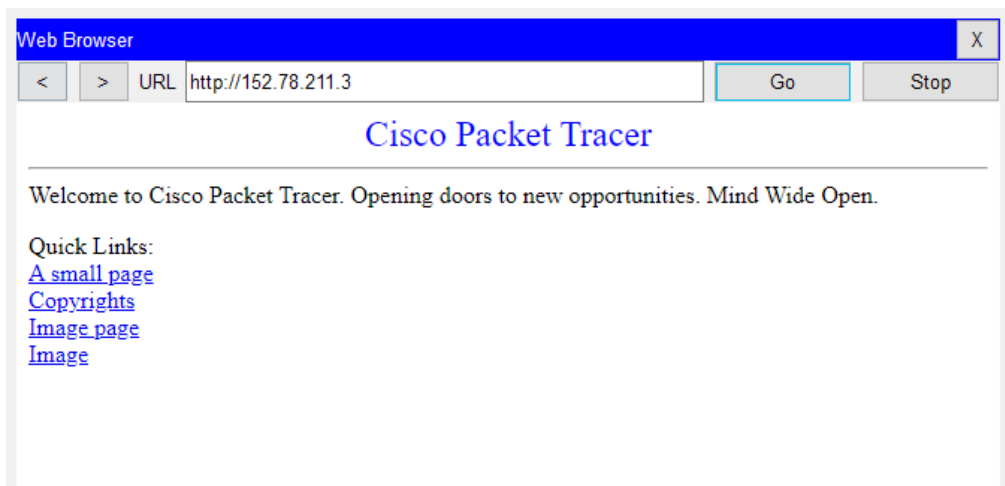 Web Browser X
< > URL http://152.78.211.3 Go Stop
Cisco Packet Tracer
Welcome to Cisco Packet Tracer. Opening doors to new opportunities. Mind Wide Open.
Quick Links:
A small page
Copyrights
Image page
Image